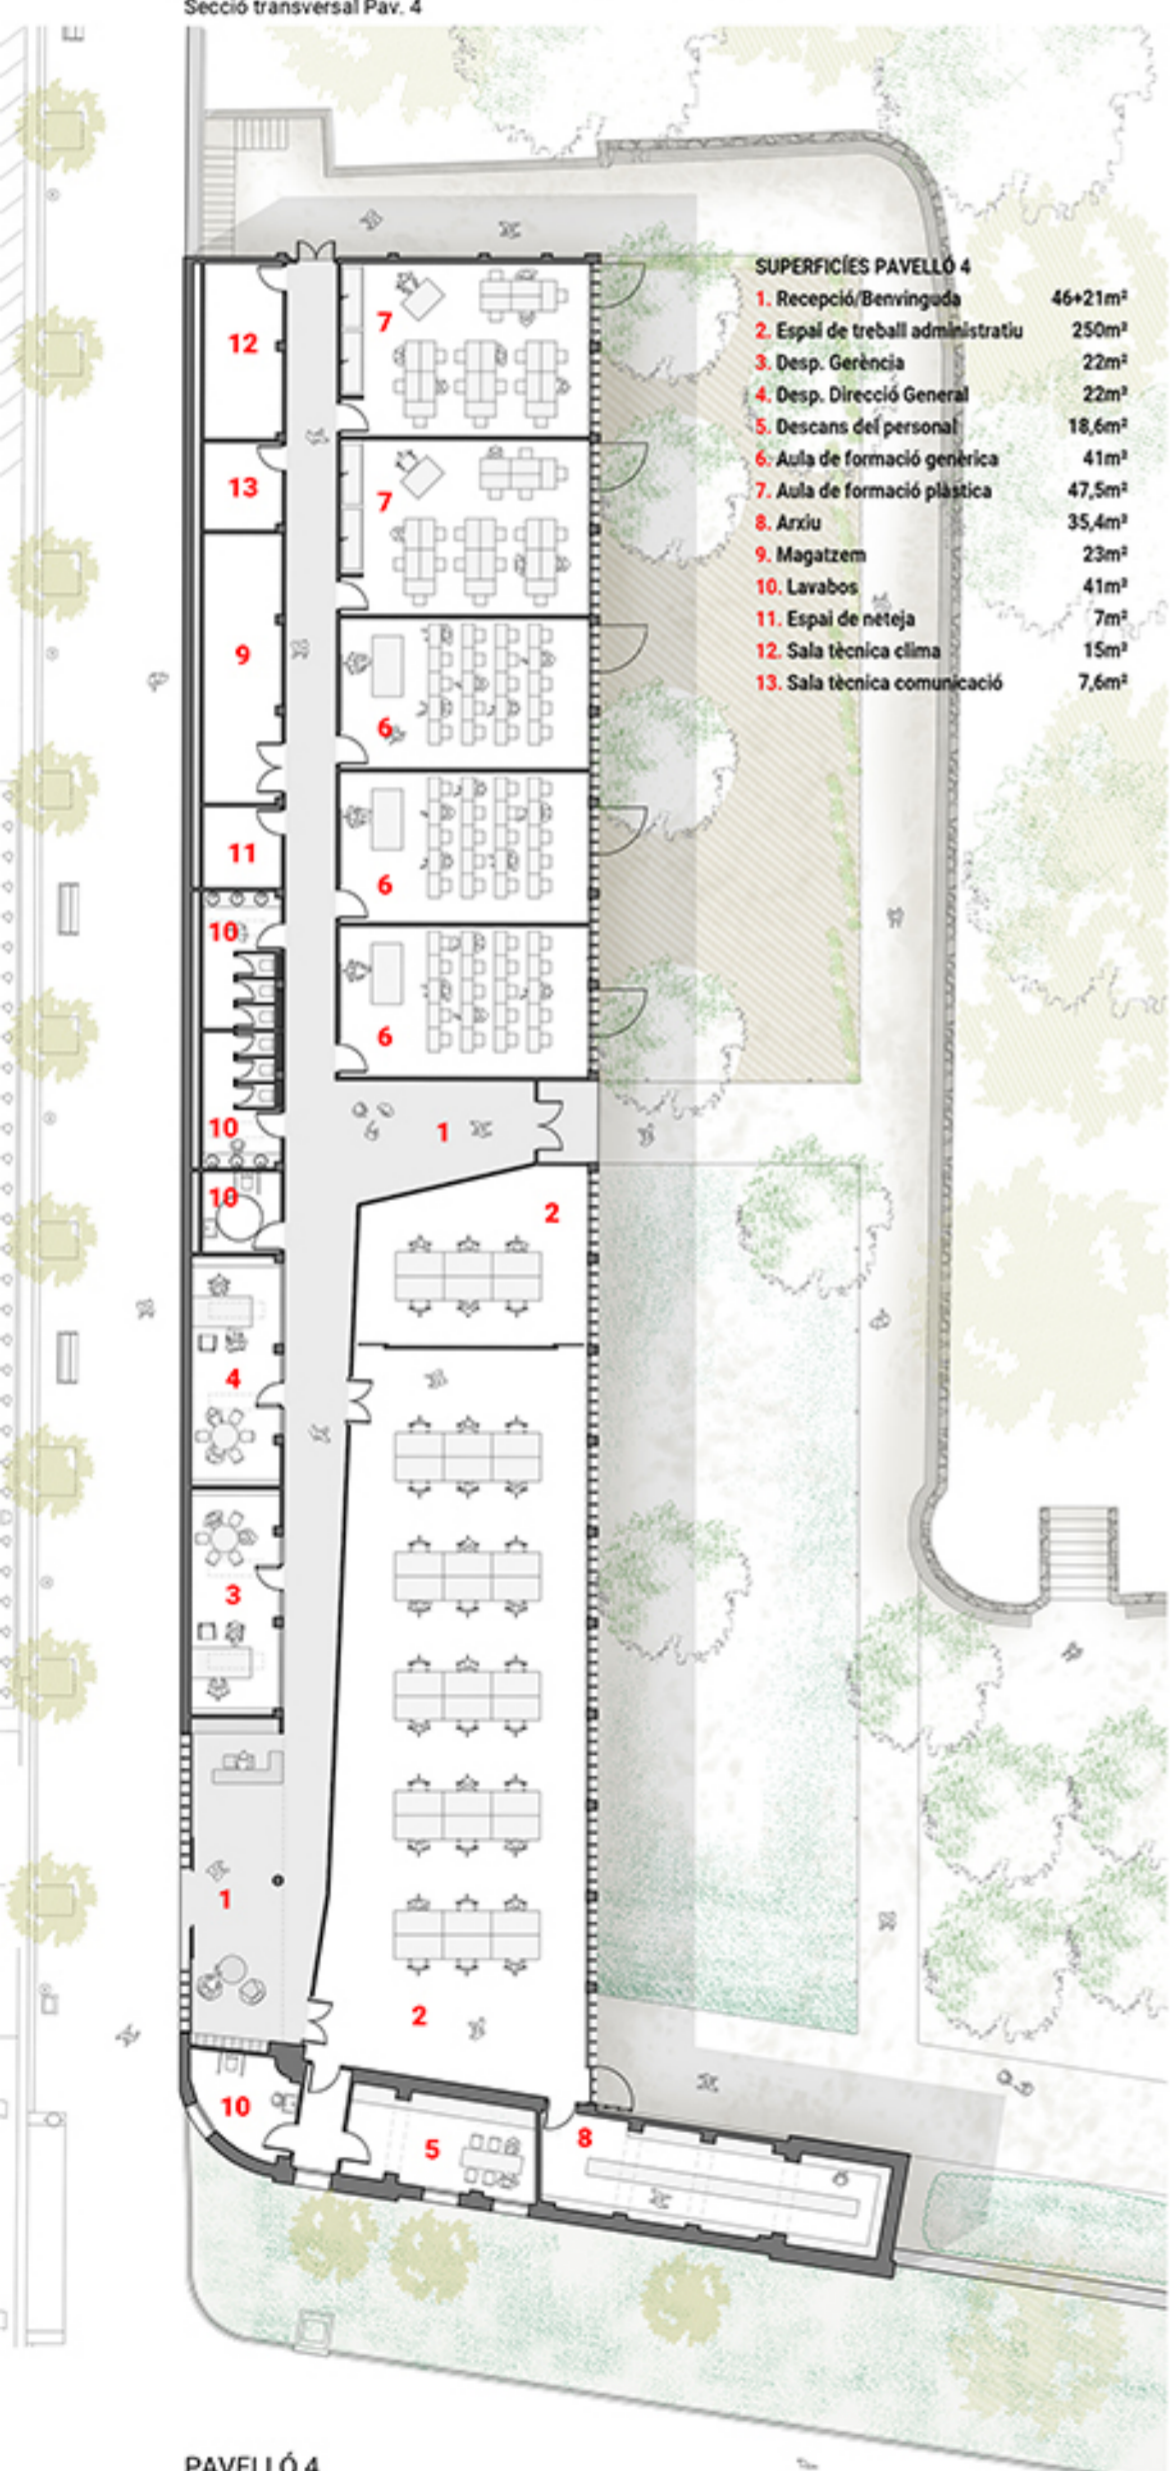 Secció transversal Pav. 4
SUPERFICÍES PAVELLÓ 4
1. Recepció/Benvinguda 46+21m²
2. Espai de treball administratiu 250m²
3. Desp. Gerència 22m²
4. Desp. Direcció General 22m²
5. Descans del personal 18,6m²
6. Aula de formació genèrica 41m²
7. Aula de formació plàstica 47,5m²
8. Arxiu 35,4m²
9. Magatzem 23m²
10. Lavabos 41m²
11. Espai de neteja 7m²
12. Sala tècnica clima 15m²
13. Sala tècnica comunicació 7,6m²
7
12
13
7
9
6
11
6
10
6
10
1
10
2
4
3
1
2
10
5
8
PAVELLÓ 4